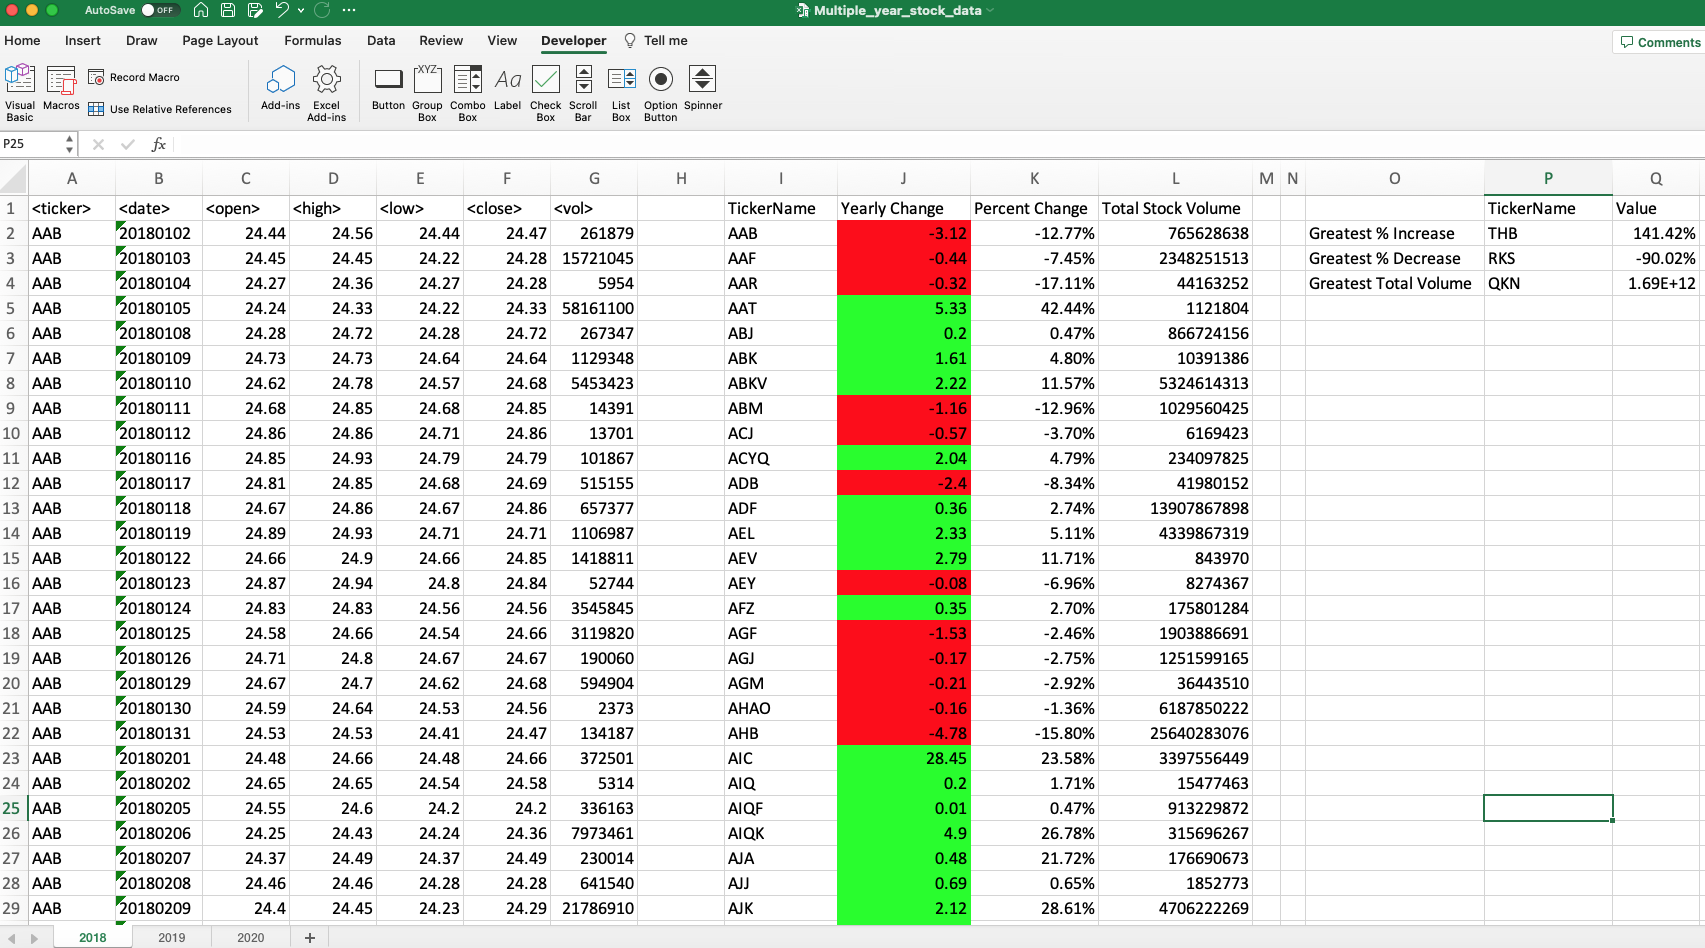 AutoSave OFF Multiple_year_stock_data
Home Insert Draw Page Layout Formulas Data Review View Developer Tell me Comments
Visual Basic Macros Record Macro Use Relative References Add-ins Excel Add-ins Button Group Box Combo Box Label Check Box Scroll Bar List Box Option Button Spinner
XYZ Aa
P25 fx
A B C D E F G H I J K L M N O P Q
1 <ticker> <date> <open> <high> <low> <close> <vol> TickerName Yearly Change Percent Change Total Stock Volume TickerName Value
2 AAB 20180102 24.44 24.56 24.44 24.47 261879 AAB -3.12 -12.77% 765628638 Greatest % Increase THB 141.42%
3 AAB 20180103 24.45 24.45 24.22 24.28 15721045 AAF -0.44 -7.45% 2348251513 Greatest % Decrease RKS -90.02%
4 AAB 20180104 24.27 24.36 24.27 24.28 5954 AAR -0.32 -17.11% 44163252 Greatest Total Volume QKN 1.69E+12
5 AAB 20180105 24.24 24.33 24.22 24.33 58161100 AAT 5.33 42.44% 1121804
6 AAB 20180108 24.28 24.72 24.28 24.72 267347 ABJ 0.2 0.47% 866724156
7 AAB 20180109 24.73 24.73 24.64 24.64 1129348 ABK 1.61 4.80% 10391386
8 AAB 20180110 24.62 24.78 24.57 24.68 5453423 ABKV 2.22 11.57% 5324614313
9 AAB 20180111 24.68 24.85 24.68 24.85 14391 ABM -1.16 -12.96% 1029560425
10 AAB 20180112 24.86 24.86 24.71 24.86 13701 ACJ -0.57 -3.70% 6169423
11 AAB 20180116 24.85 24.93 24.79 24.79 101867 ACYQ 2.04 4.79% 234097825
12 AAB 20180117 24.81 24.85 24.68 24.69 515155 ADB -2.4 -8.34% 41980152
13 AAB 20180118 24.67 24.86 24.67 24.86 657377 ADF 0.36 2.74% 13907867898
14 AAB 20180119 24.89 24.93 24.71 24.71 1106987 AEL 2.33 5.11% 4339867319
15 AAB 20180122 24.66 24.9 24.66 24.85 1418811 AEV 2.79 11.71% 843970
16 AAB 20180123 24.87 24.94 24.8 24.84 52744 AEY -0.08 -6.96% 8274367
17 AAB 20180124 24.83 24.83 24.56 24.56 3545845 AFZ 0.35 2.70% 175801284
18 AAB 20180125 24.58 24.66 24.54 24.66 3119820 AGF -1.53 -2.46% 1903886691
19 AAB 20180126 24.71 24.8 24.67 24.67 190060 AGJ -0.17 -2.75% 1251599165
20 AAB 20180129 24.67 24.7 24.62 24.68 594904 AGM -0.21 -2.92% 36443510
21 AAB 20180130 24.59 24.64 24.53 24.56 2373 AHAO -0.16 -1.36% 6187850222
22 AAB 20180131 24.53 24.53 24.41 24.47 134187 AHB -4.78 -15.80% 25640283076
23 AAB 20180201 24.48 24.66 24.48 24.66 372501 AIC 28.45 23.58% 3397556449
24 AAB 20180202 24.65 24.65 24.54 24.58 5314 AIQ 0.2 1.71% 15477463
25 AAB 20180205 24.55 24.6 24.2 24.2 336163 AIQF 0.01 0.47% 913229872
26 AAB 20180206 24.25 24.43 24.24 24.36 7973461 AIQK 4.9 26.78% 315696267
27 AAB 20180207 24.37 24.49 24.37 24.49 230014 AJA 0.48 21.72% 176690673
28 AAB 20180208 24.46 24.46 24.28 24.28 641540 AJJ 0.69 0.65% 1852773
29 AAB 20180209 24.4 24.45 24.23 24.29 21786910 AJK 2.12 28.61% 4706222269
2018 2019 2020 +